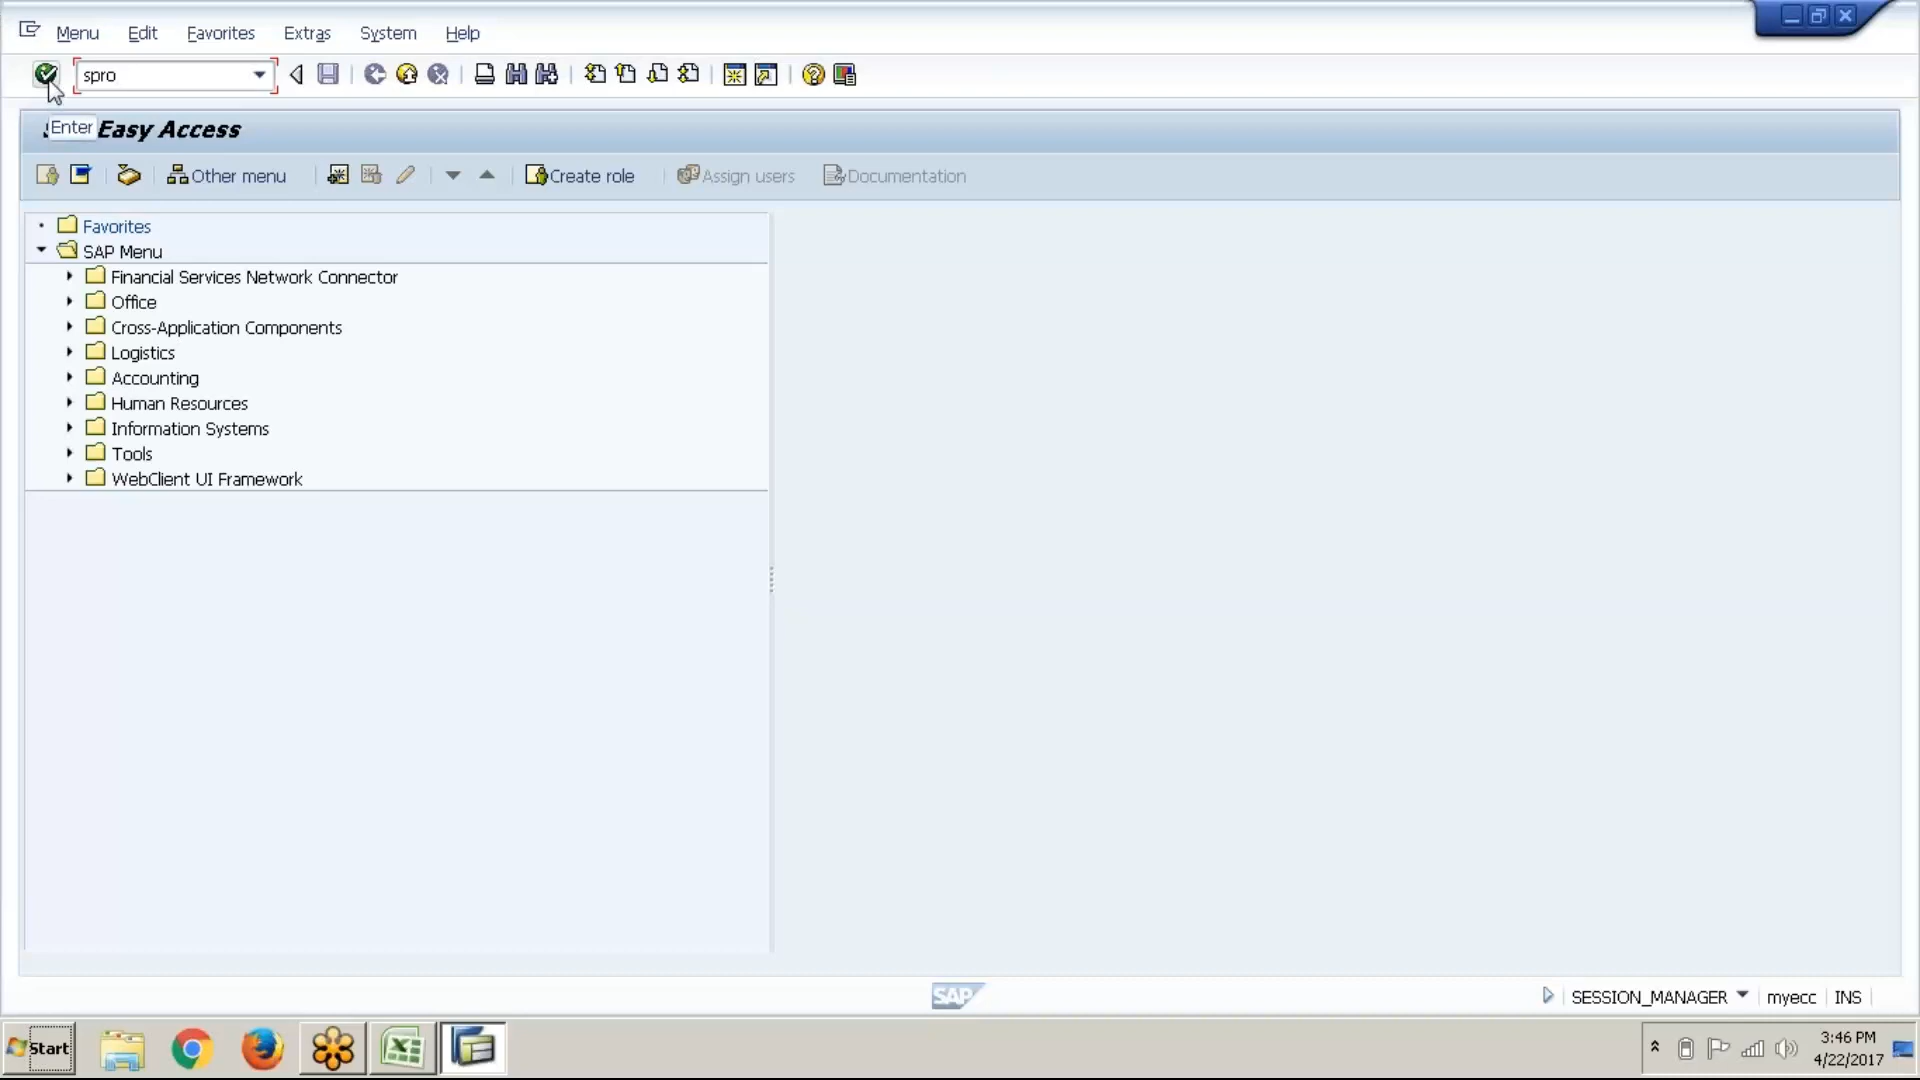 Menu Edit Favorites Extras System Help
spro
Enter
Easy Access
Other menu Create role Assign users Documentation
Favorites
SAP Menu
Financial Services Network Connector
Office
Cross-Application Components
Logistics
Accounting
Human Resources
Information Systems
Tools
WebClient UI Framework
SAP
SESSION_MANAGER myecc INS
Start
3:46 PM
4/22/2017